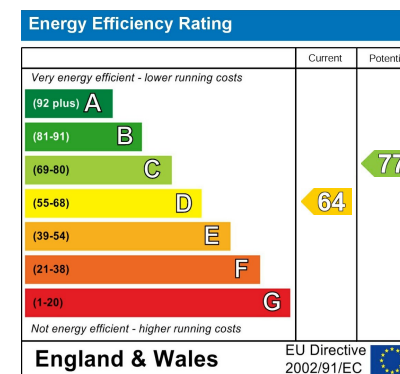 Energy Efficiency Rating
Current Potenti
Very energy efficient - lower running costs
(92 plus) A
(81-91) B
(69-80) C
77
(55-68) D
64
(39-54) E
(21-38) F
(1-20) G
Not energy efficient - higher running costs
England & Wales
EU Directive
2002/91/EC